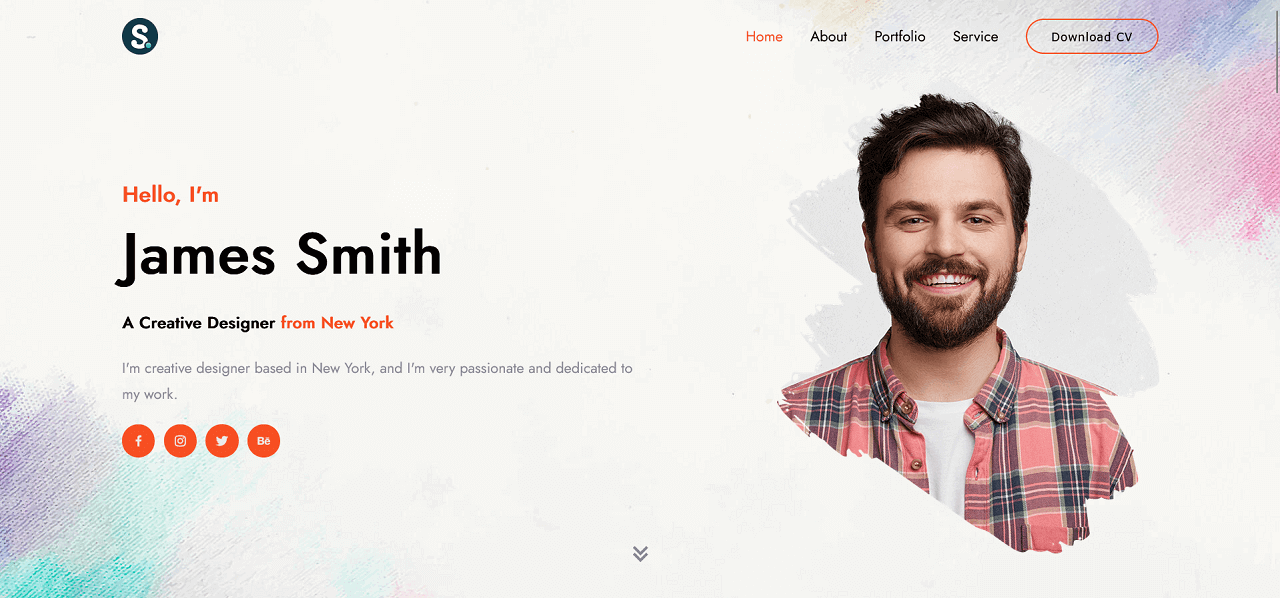 S.
Home About Portfolio Service Download CV
Hello, I'm
James Smith
A Creative Designer from New York
I'm creative designer based in New York, and I'm very passionate and dedicated to
my work.
f Bē